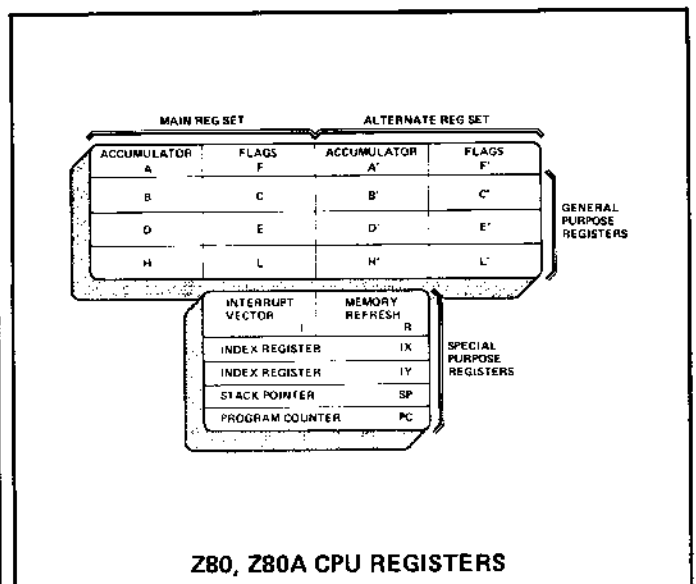 MAIN REG SET ALTERNATE REG SET
ACCUMULATOR FLAGS ACCUMULATOR FLAGS
A F A' F'
B C B' C'
D E D' E'
H L H' L'
GENERAL
PURPOSE
REGISTERS
INTERRUPT MEMORY
VECTOR REFRESH
I R
INDEX REGISTER IX
INDEX REGISTER IY
STACK POINTER SP
PROGRAM COUNTER PC
SPECIAL
PURPOSE
REGISTERS
Z80, Z80A CPU REGISTERS